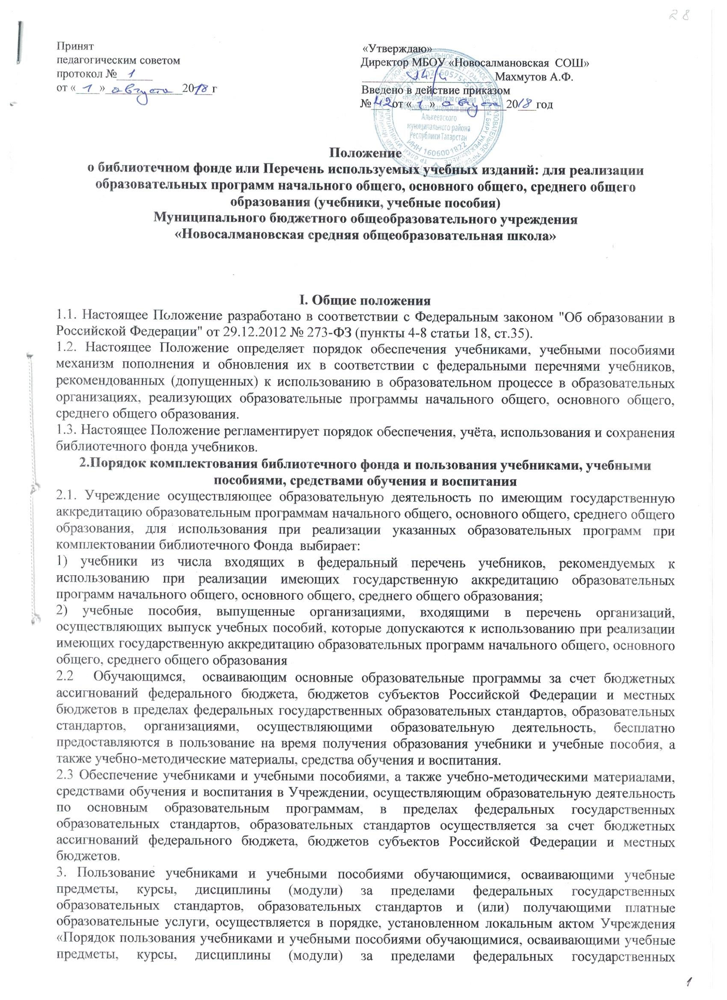 28
Принят
педагогическим советом
протокол № 1
от « 1 » августа 2018г
«Утверждаю»
Директор МБОУ «Новосалмановская СОШ»
Махмутов А.Ф.
Введено в действие приказом
№ 42 от « 1 » августа 2018 год
«Новосалмановская средняя
общеобразовательная школа»
Алькеевского
муниципального района
Республики Татарстан
ИНН 1606001822
Положение
о библиотечном фонде или Перечень используемых учебных изданий: для реализации
образовательных программ начального общего, основного общего, среднего общего
образования (учебники, учебные пособия)
Муниципального бюджетного общеобразовательного учреждения
«Новосалмановская средняя общеобразовательная школа»
I. Общие положения
1.1. Настоящее Положение разработано в соответствии с Федеральным законом "Об образовании в
Российской Федерации" от 29.12.2012 № 273-ФЗ (пункты 4-8 статьи 18, ст.35).
1.2. Настоящее Положение определяет порядок обеспечения учебниками, учебными пособиями
механизм пополнения и обновления их в соответствии с федеральными перечнями учебников,
рекомендованных (допущенных) к использованию в образовательном процессе в образовательных
организациях, реализующих образовательные программы начального общего, основного общего,
среднего общего образования.
1.3. Настоящее Положение регламентирует порядок обеспечения, учёта, использования и сохранения
библиотечного фонда учебников.
2.Порядок комплектования библиотечного фонда и пользования учебниками, учебными
пособиями, средствами обучения и воспитания
2.1. Учреждение осуществляющее образовательную деятельность по имеющим государственную
аккредитацию образовательным программам начального общего, основного общего, среднего общего
образования, для использования при реализации указанных образовательных программ при
комплектовании библиотечного Фонда выбирает:
1) учебники из числа входящих в федеральный перечень учебников, рекомендуемых к
использованию при реализации имеющих государственную аккредитацию образовательных
программ начального общего, основного общего, среднего общего образования;
2) учебные пособия, выпущенные организациями, входящими в перечень организаций,
осуществляющих выпуск учебных пособий, которые допускаются к использованию при реализации
имеющих государственную аккредитацию образовательных программ начального общего, основного
общего, среднего общего образования
2.2 Обучающимся, осваивающим основные образовательные программы за счет бюджетных
ассигнований федерального бюджета, бюджетов субъектов Российской Федерации и местных
бюджетов в пределах федеральных государственных образовательных стандартов, образовательных
стандартов, организациями, осуществляющими образовательную деятельность, бесплатно
предоставляются в пользование на время получения образования учебники и учебные пособия, а
также учебно-методические материалы, средства обучения и воспитания.
2.3 Обеспечение учебниками и учебными пособиями, а также учебно-методическими материалами,
средствами обучения и воспитания в Учреждении, осуществляющим образовательную деятельность
по основным образовательным программам, в пределах федеральных государственных
образовательных стандартов, образовательных стандартов осуществляется за счет бюджетных
ассигнований федерального бюджета, бюджетов субъектов Российской Федерации и местных
бюджетов.
3. Пользование учебниками и учебными пособиями обучающимися, осваивающими учебные
предметы, курсы, дисциплины (модули) за пределами федеральных государственных
образовательных стандартов, образовательных стандартов и (или) получающими платные
образовательные услуги, осуществляется в порядке, установленном локальным актом Учреждения
«Порядок пользования учебниками и учебными пособиями обучающимися, осваивающими учебные
предметы, курсы, дисциплины (модули) за пределами федеральных государственных
1